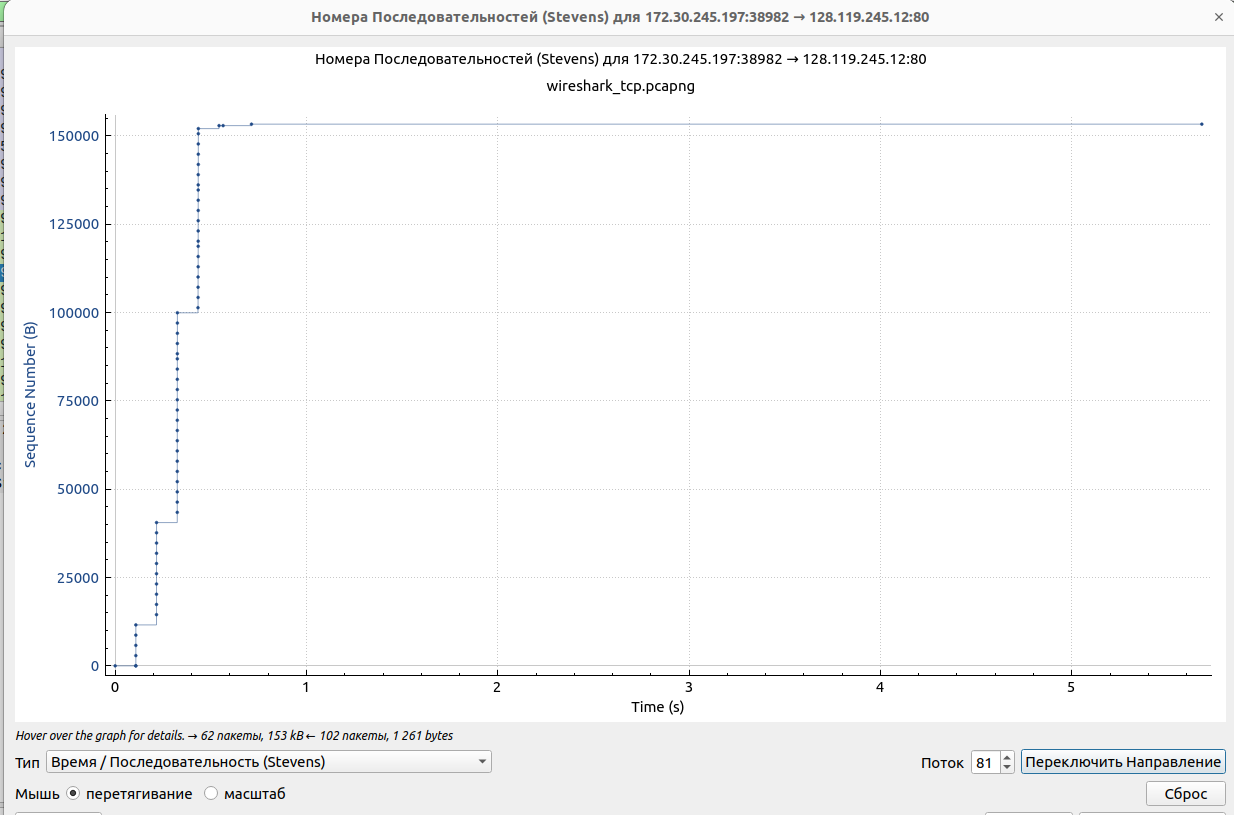 Номера Последовательностей (Stevens) для 172.30.245.197:38982 → 128.119.245.12:80
×
Номера Последовательностей (Stevens) для 172.30.245.197:38982 → 128.119.245.12:80
wireshark_tcp.pcapng
150000
125000
100000
75000
50000
25000
0
Sequence Number (B)
0 1 2 3 4 5
Time (s)
Hover over the graph for details. → 62 пакеты, 153 kB ← 102 пакеты, 1 261 bytes
Тип Время / Последовательность (Stevens) Поток 81 Переключить Направление
Мышь перетягивание масштаб Сброс